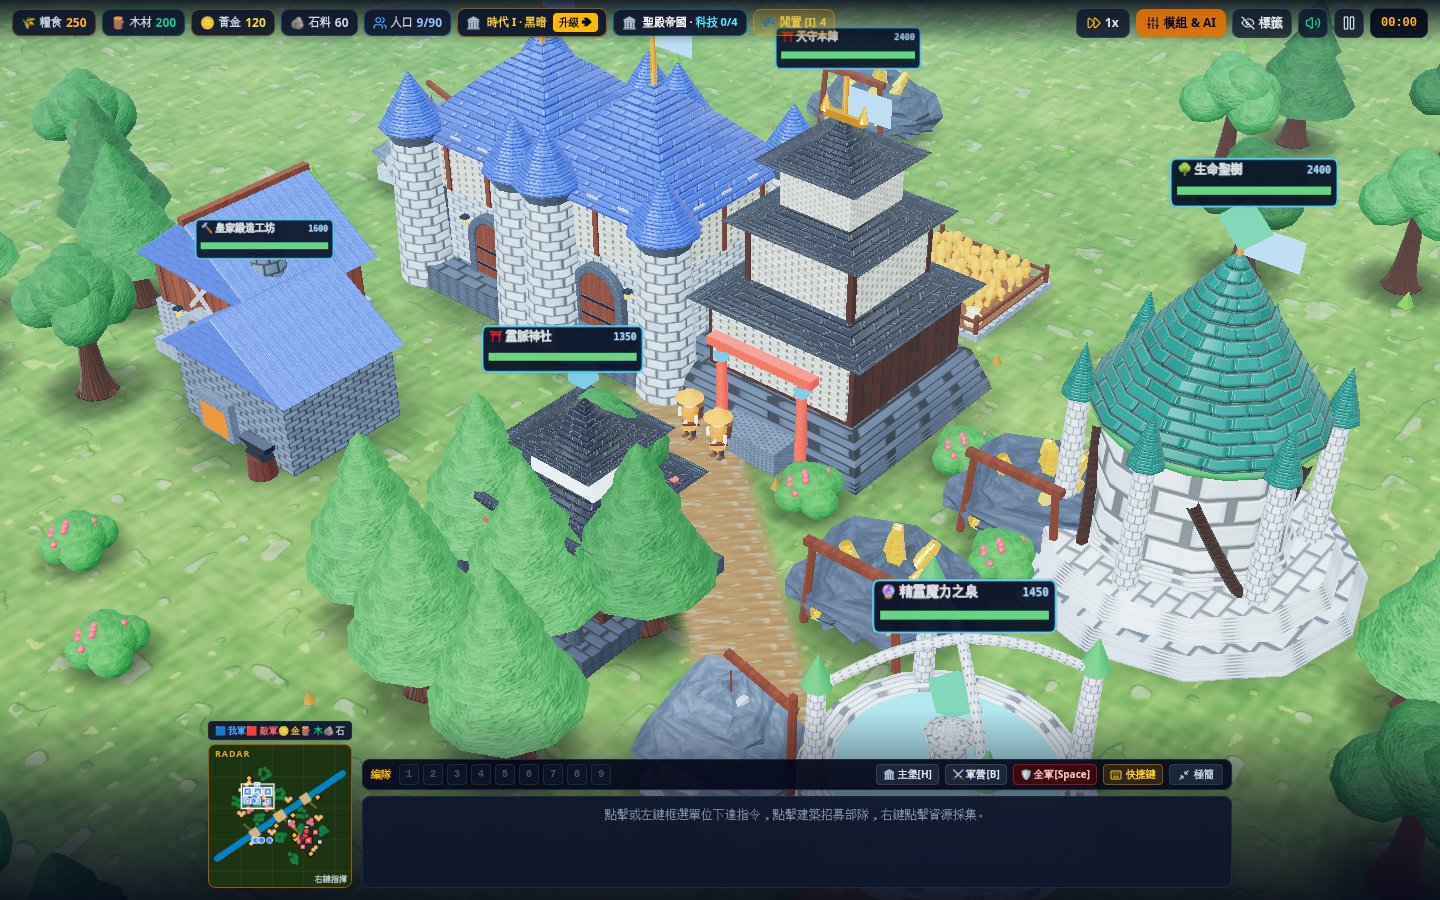 糧食 250
木材 200
黃金 120
石料 60
人口 9/90
時代 I · 黑暗 升級
聖殿帝國 · 科技 0/4
閒置 [I] 4
1x
模組 & AI
標籤
00:00
天守本陣 2400
生命聖樹 2400
皇家鍛造工坊 1600
靈脈神社 1350
精靈魔力之泉 1450
我軍 敵軍 金 木 石
RADAR
右鍵指揮
編隊 1 2 3 4 5 6 7 8 9
主堡[H]
軍營[B]
全軍[Space]
快捷鍵
極簡
點擊或左鍵框選單位下達指令，點擊建築招募部隊，右鍵點擊資源採集。